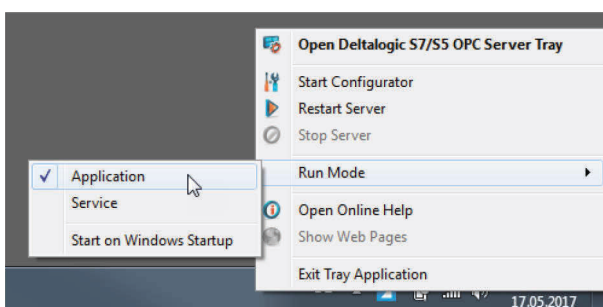 Open Deltalogic S7/S5 OPC Server Tray
Start Configurator
Restart Server
Stop Server
Run Mode
Application
Service
Start on Windows Startup
Open Online Help
Show Web Pages
Exit Tray Application
17.05.2017